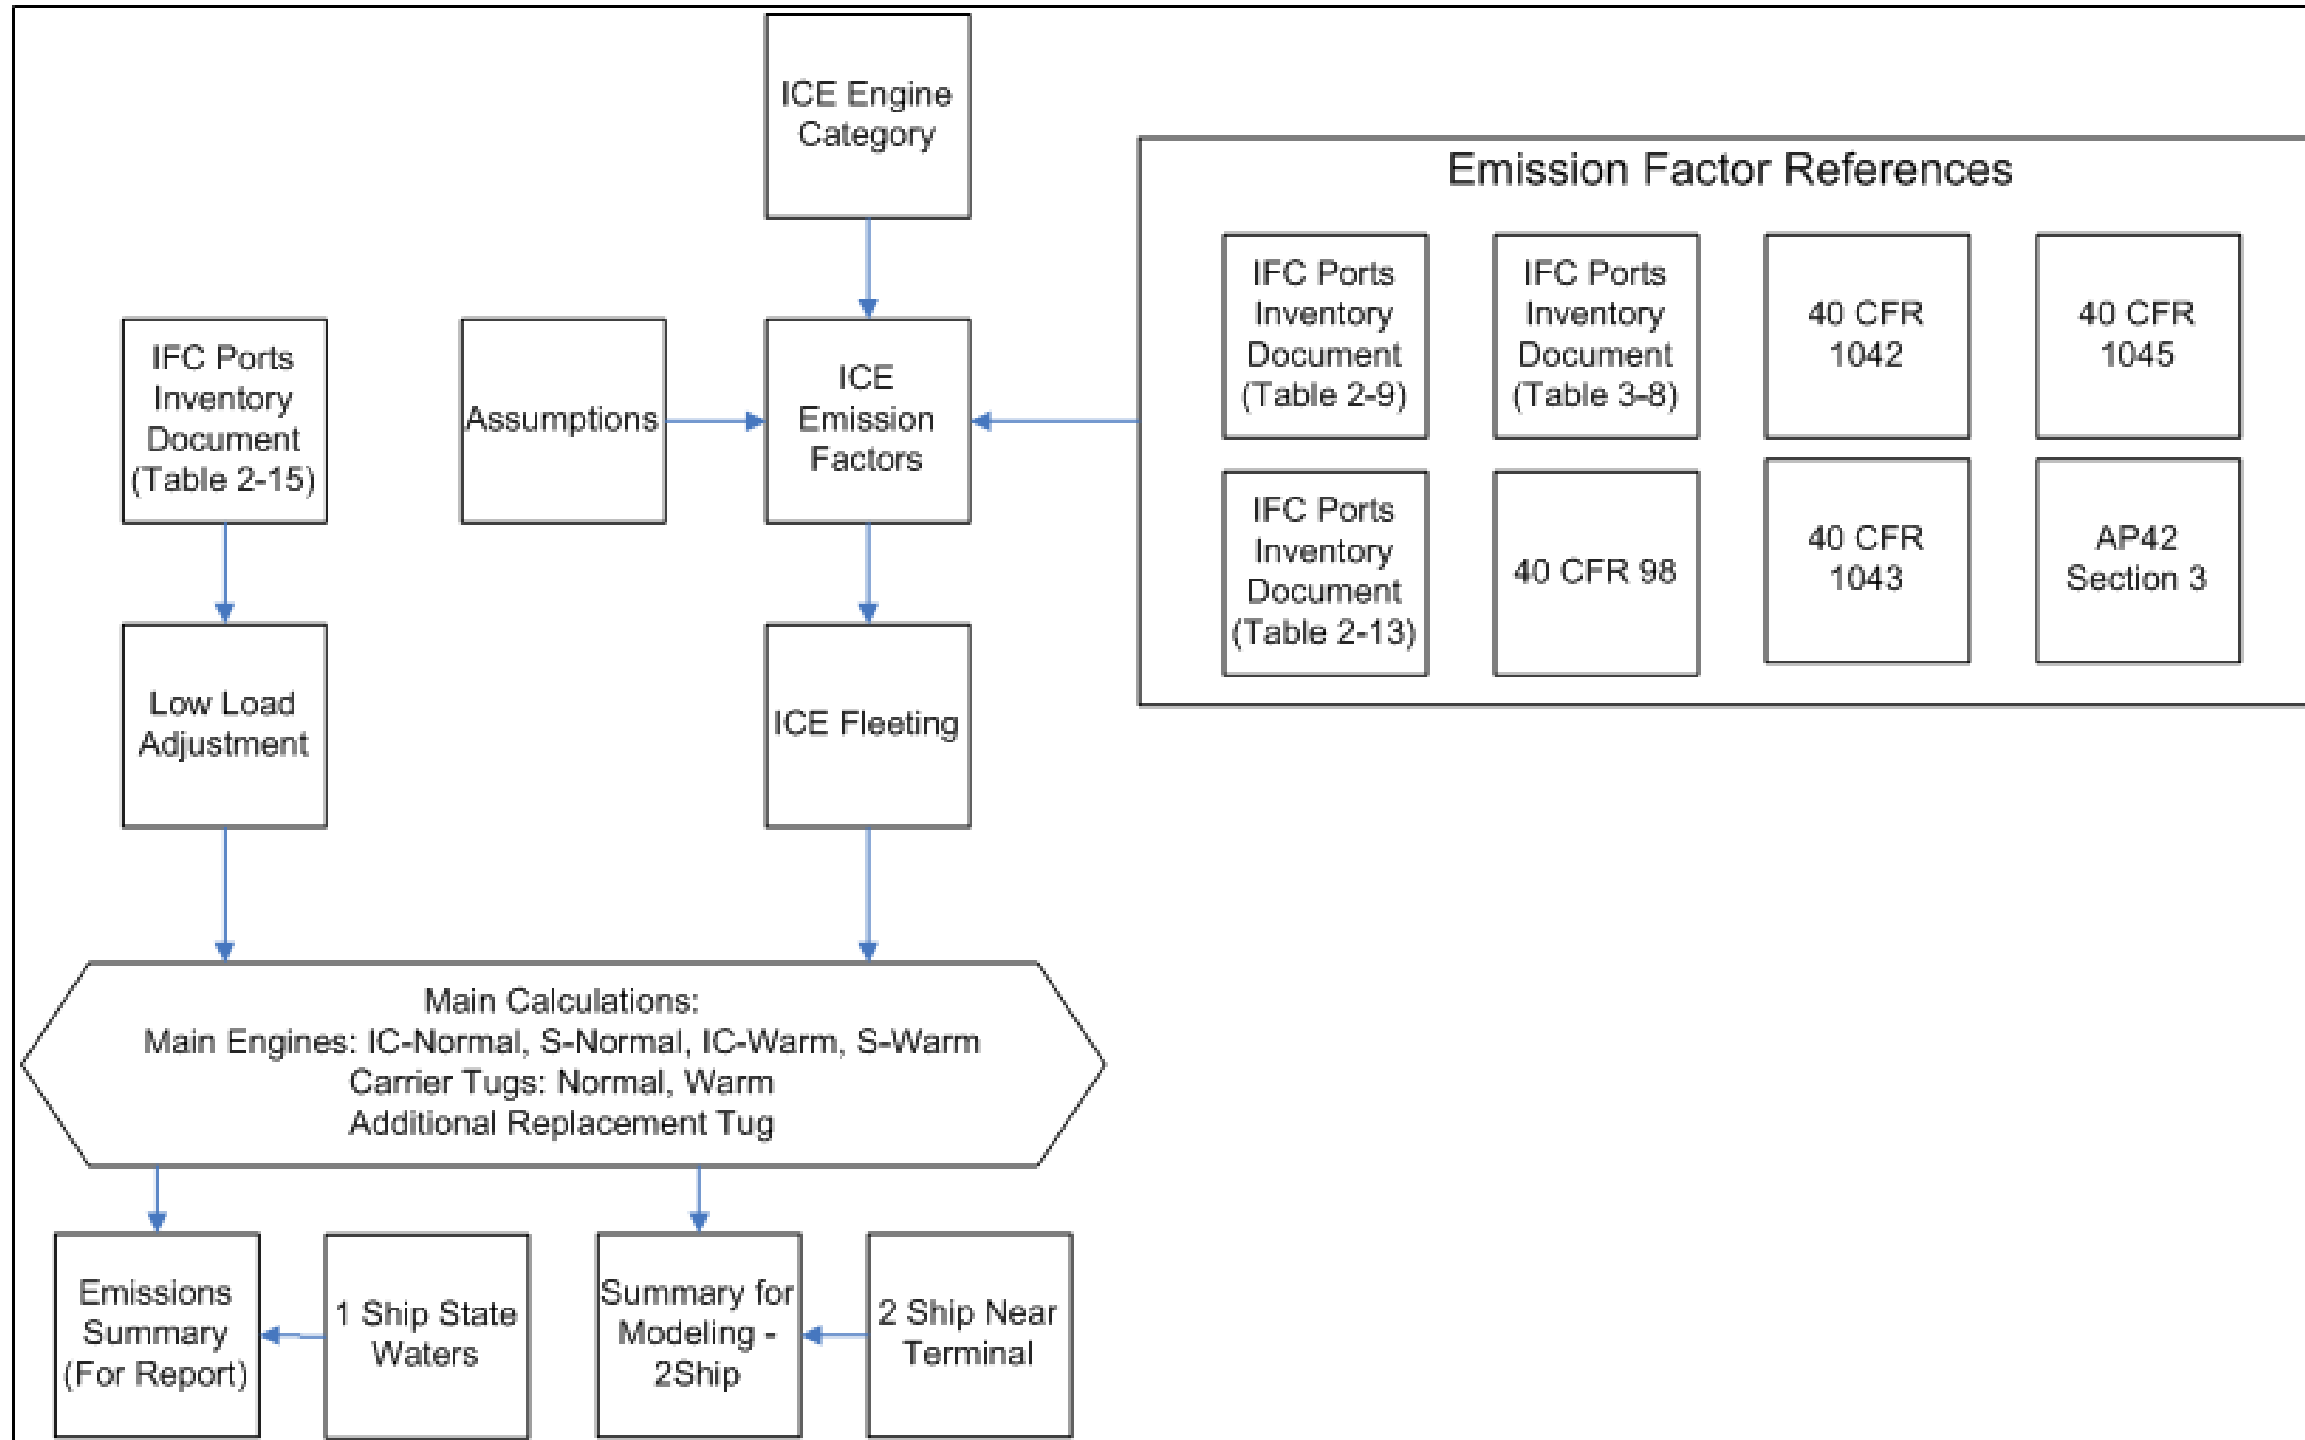 ICE Engine
Category
Emission Factor References
IFC Ports
Inventory
Document
(Table 2-9)
IFC Ports
Inventory
Document
(Table 3-8)
40 CFR
1042
40 CFR
1045
IFC Ports
Inventory
Document
(Table 2-15)
Assumptions
ICE
Emission
Factors
IFC Ports
Inventory
Document
(Table 2-13)
40 CFR 98
40 CFR
1043
AP42
Section 3
Low Load
Adjustment
ICE Fleeting
Main Calculations:
Main Engines: IC-Normal, S-Normal, IC-Warm, S-Warm
Carrier Tugs: Normal, Warm
Additional Replacement Tug
Emissions
Summary
(For Report)
1 Ship State
Waters
Summary for
Modeling -
2Ship
2 Ship Near
Terminal